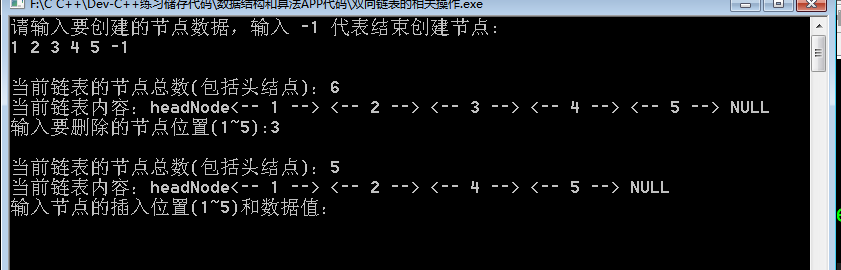 F:\C C++\Dev-C++练习储存代码\数据结构和算法APP代码\双向链表的相关操作.exe
请输入要创建的节点数据，输入 -1 代表结束创建节点：
1 2 3 4 5 -1
当前链表的节点总数(包括头结点)：6
当前链表内容：headNode<-- 1 --> <-- 2 --> <-- 3 --> <-- 4 --> <-- 5 --> NULL
输入要删除的节点位置(1~5):3
当前链表的节点总数(包括头结点)：5
当前链表内容：headNode<-- 1 --> <-- 2 --> <-- 4 --> <-- 5 --> NULL
输入节点的插入位置(1~5)和数据值：